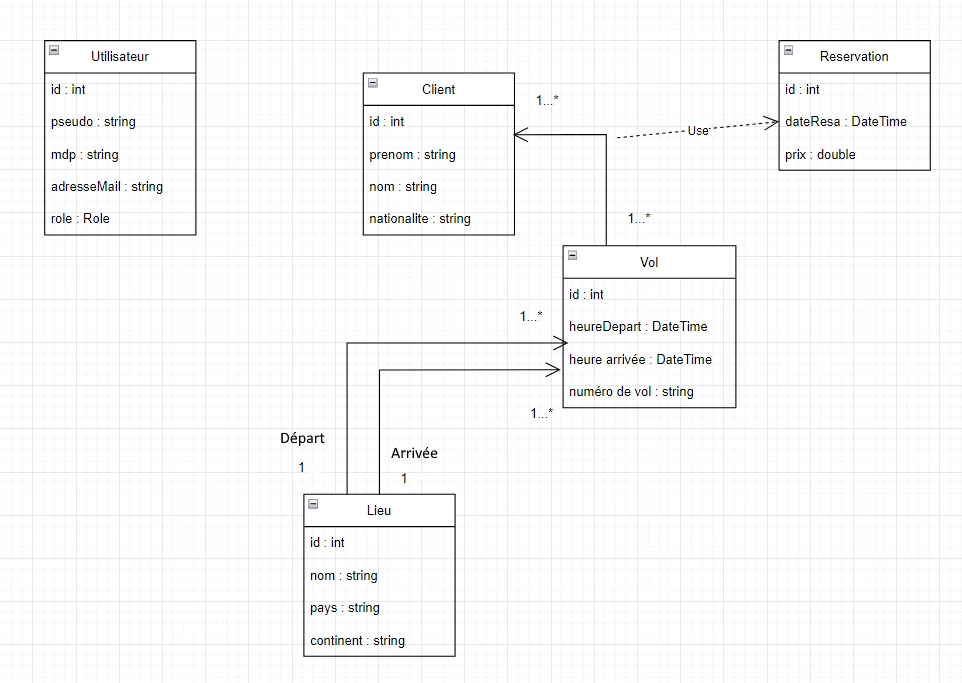 Utilisateur
id : int
pseudo : string
mdp : string
adresseMail : string
role : Role
Client
id : int
prenom : string
nom : string
nationalite : string
1...*
Use
Reservation
id : int
dateResa : DateTime
prix : double
1...*
Vol
id : int
heureDepart : DateTime
heure arrivée : DateTime
numéro de vol : string
1...*
1...*
Départ
1
Arrivée
1
Lieu
id : int
nom : string
pays : string
continent : string